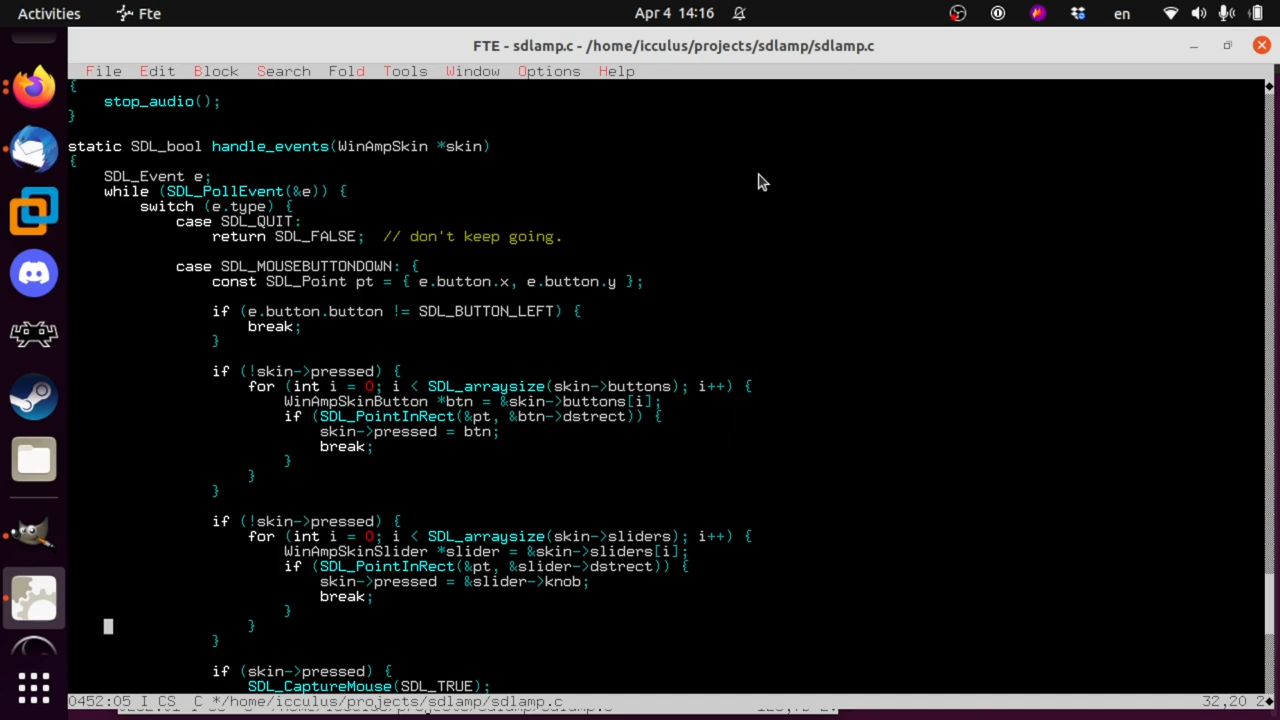 Activities
Fte
Apr 4 14:16
en
FTE - sdlamp.c - /home/icculus/projects/sdlamp/sdlamp.c
File Edit Block Search Fold Tools Window Options Help
{
    stop_audio();
}
static SDL_bool handle_events(WinAmpSkin *skin)
{
    SDL_Event e;
    while (SDL_PollEvent(&e)) {
        switch (e.type) {
            case SDL_QUIT:
                return SDL_FALSE;  // don't keep going.
            case SDL_MOUSEBUTTONDOWN: {
                const SDL_Point pt = { e.button.x, e.button.y };
                if (e.button.button != SDL_BUTTON_LEFT) {
                    break;
                }
                if (!skin->pressed) {
                    for (int i = 0; i < SDL_arraysize(skin->buttons); i++) {
                        WinAmpSkinButton *btn = &skin->buttons[i];
                        if (SDL_PointInRect(&pt, &btn->dstrect)) {
                            skin->pressed = btn;
                            break;
                        }
                    }
                }
                if (!skin->pressed) {
                    for (int i = 0; i < SDL_arraysize(skin->sliders); i++) {
                        WinAmpSkinSlider *slider = &skin->sliders[i];
                        if (SDL_PointInRect(&pt, &slider->dstrect)) {
                            skin->pressed = &slider->knob;
                            break;
                        }
                    }
                }
                if (skin->pressed) {
                    SDL_CaptureMouse(SDL_TRUE);
0452:05 I CS  C */home/icculus/projects/sdlamp/sdlamp.c 32,20 2